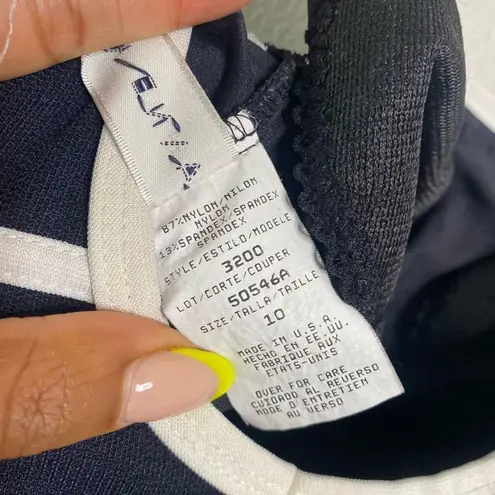 87%NYLON/NILON
NYLON
13%SPANDEX/SPANDEX
SPANDEX
STYLE/ESTILO/MODELE
3200
LOT/CORTE/COUPER
50546A
SIZE/TALLA/TAILLE
10
MADE IN U.S.A.
HECHO EN EE.UU.
FABRIQUE AUX
ETATS-UNIS
OVER FOR CARE
CUIDADO AL REVERSO
MODE D'ENTRETIEN
AU VERSO